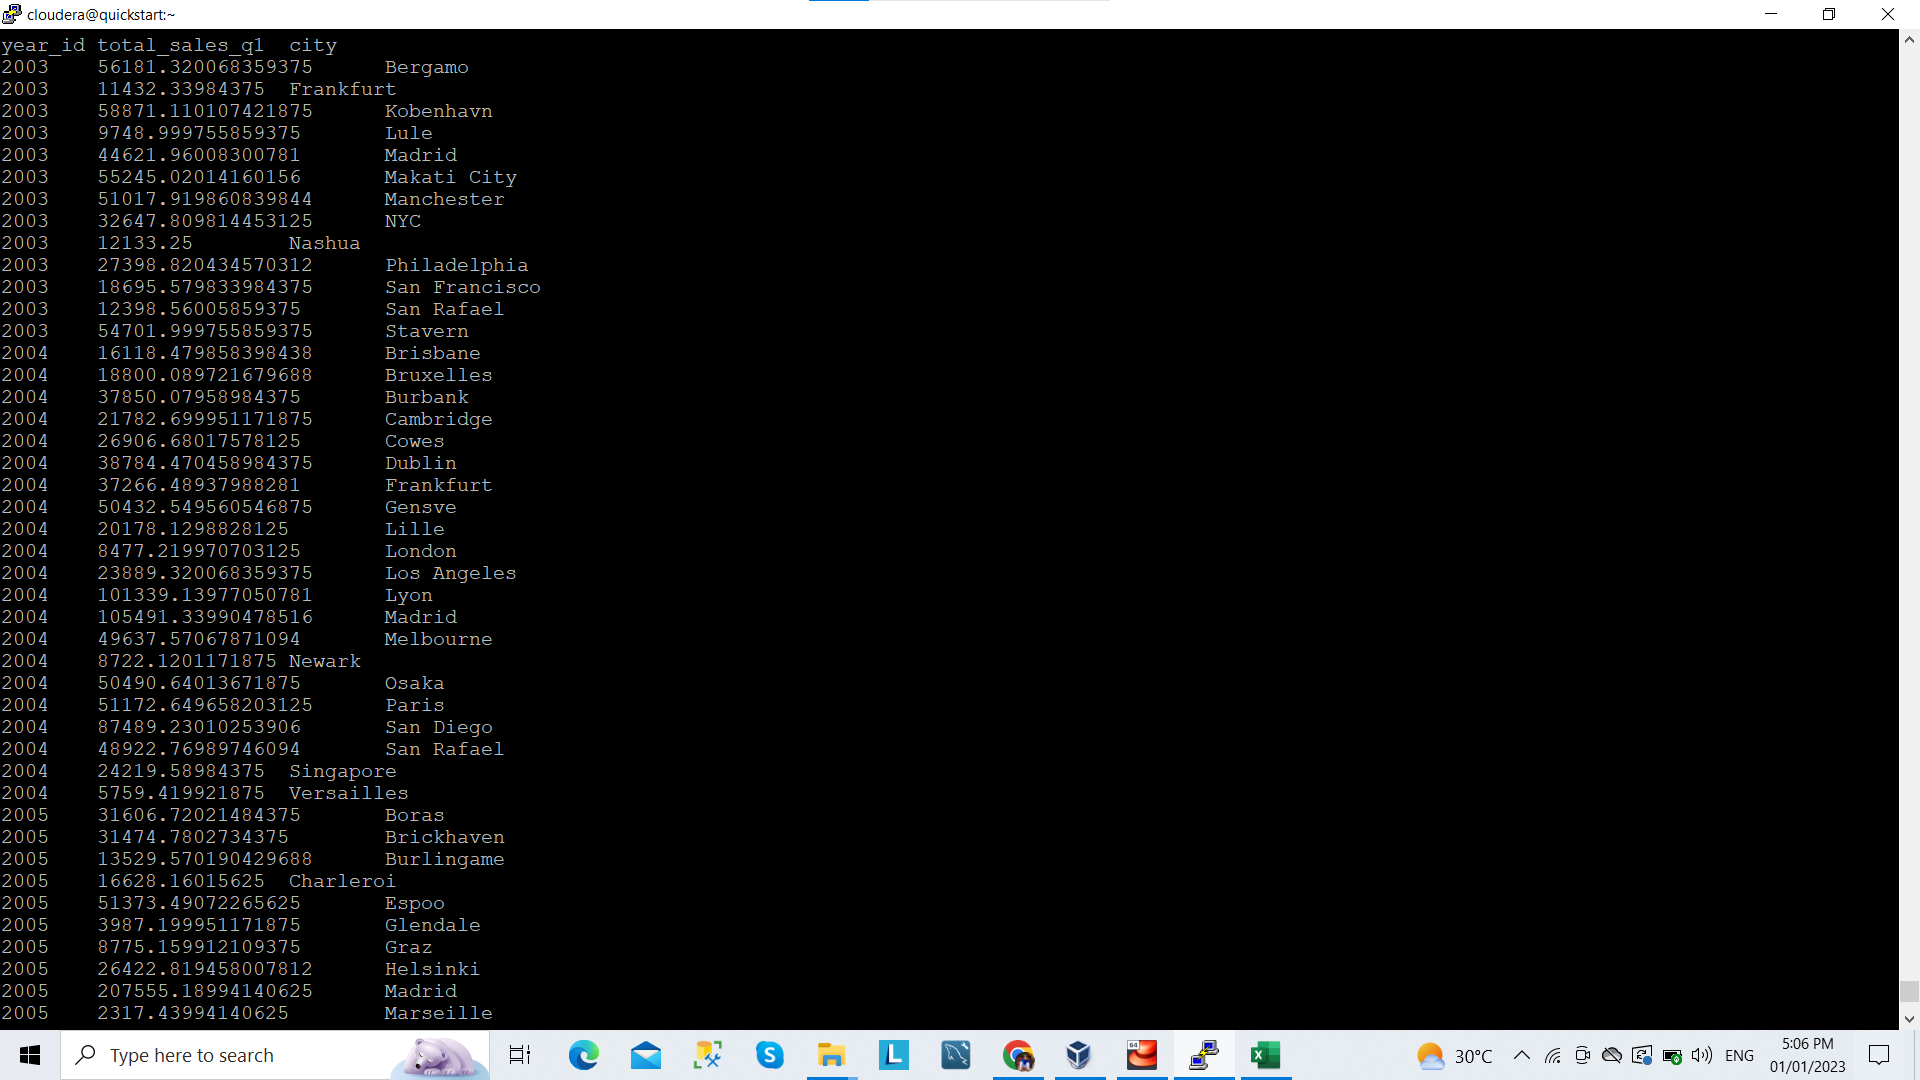 cloudera@quickstart:~
year_id total_sales_q1 city
2003 56181.320068359375 Bergamo
2003 11432.33984375 Frankfurt
2003 58871.110107421875 Kobenhavn
2003 9748.999755859375 Lule
2003 44621.96008300781 Madrid
2003 55245.02014160156 Makati City
2003 51017.919860839844 Manchester
2003 32647.809814453125 NYC
2003 12133.25 Nashua
2003 27398.820434570312 Philadelphia
2003 18695.579833984375 San Francisco
2003 12398.56005859375 San Rafael
2003 54701.999755859375 Stavern
2004 16118.479858398438 Brisbane
2004 18800.089721679688 Bruxelles
2004 37850.07958984375 Burbank
2004 21782.699951171875 Cambridge
2004 26906.68017578125 Cowes
2004 38784.470458984375 Dublin
2004 37266.48937988281 Frankfurt
2004 50432.549560546875 Gensve
2004 20178.1298828125 Lille
2004 8477.219970703125 London
2004 23889.320068359375 Los Angeles
2004 101339.13977050781 Lyon
2004 105491.33990478516 Madrid
2004 49637.57067871094 Melbourne
2004 8722.1201171875 Newark
2004 50490.64013671875 Osaka
2004 51172.649658203125 Paris
2004 87489.23010253906 San Diego
2004 48922.76989746094 San Rafael
2004 24219.58984375 Singapore
2004 5759.419921875 Versailles
2005 31606.72021484375 Boras
2005 31474.7802734375 Brickhaven
2005 13529.570190429688 Burlingame
2005 16628.16015625 Charleroi
2005 51373.49072265625 Espoo
2005 3987.199951171875 Glendale
2005 8775.159912109375 Graz
2005 26422.819458007812 Helsinki
2005 207555.18994140625 Madrid
2005 2317.43994140625 Marseille
Type here to search
30°C
ENG
5:06 PM
01/01/2023